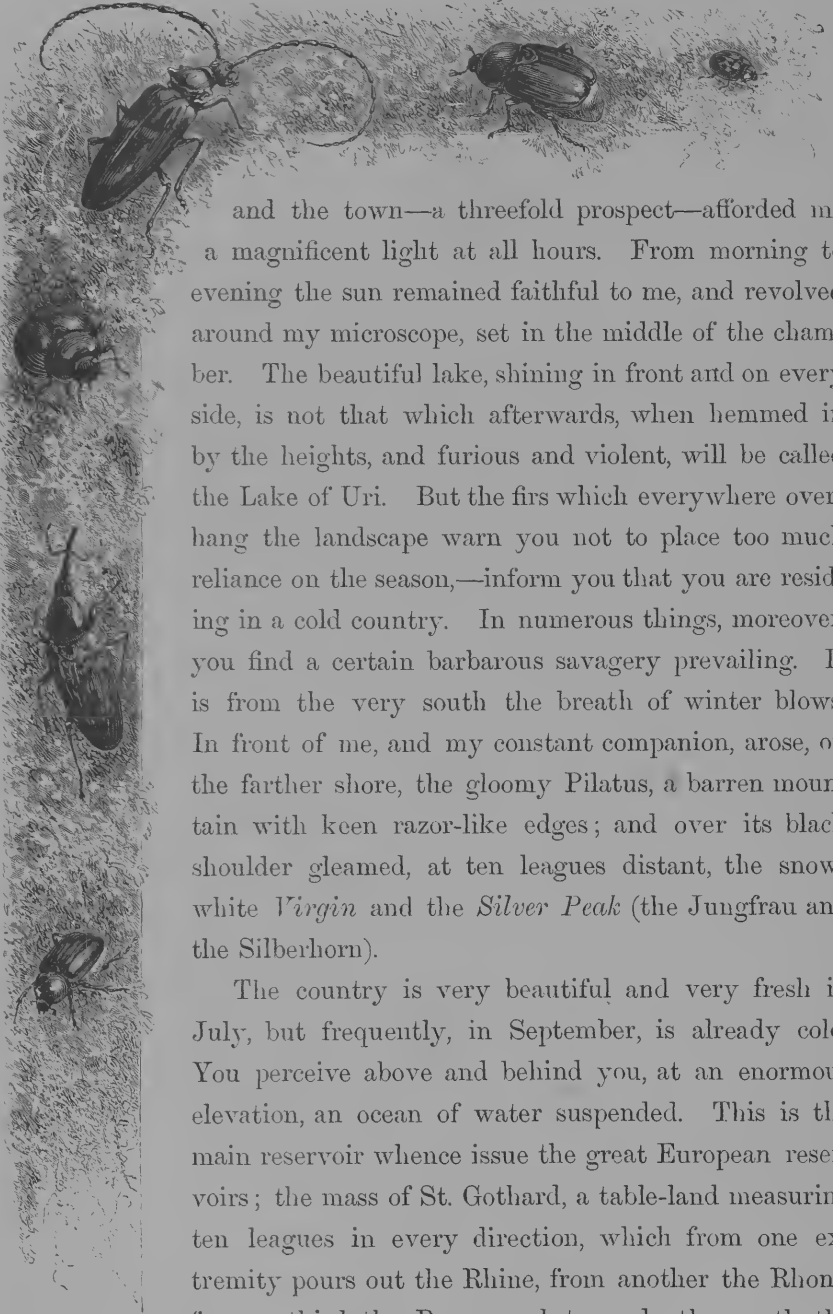 and the town—a threefold prospect—afforded
a magnificent light at all hours. From morning
evening the sun remained faithful to me, and revolve
around my microscope, set in the middle of the cham
ber. The beautiful lake, shining in front and on ever
side, is not that which afterwards, when hemmed i
by the heights, and furious and violent, will be calle
the Lake of Uri. But the firs which everywhere over
hang the landscape warn you not to place too muc
reliance on the season,—inform you that you are resid
ing in a cold country. In numerous things, moreove
you find a certain barbarous savagery prevailing. I
is from the very south the breath of winter blows
In front of me, and my constant companion, arose, o
the farther shore, the gloomy Pilatus, a barren moun
tain with keen razor-like edges; and over its blac
shoulder gleamed, at ten leagues distant, the snow
white Virgin and the Silver Peak (the Jungfrau an
the Silberhorn).
The country is very beautiful and very fresh i
July, but frequently, in September, is already col
You perceive above and behind you, at an enormou
elevation, an ocean of water suspended. This is th
main reservoir whence issue the great European reser
voirs; the mass of St. Gothard, a table-land measurin
ten leagues in every direction, which from one ex
tremity pours out the Rhine, from another the Rhon